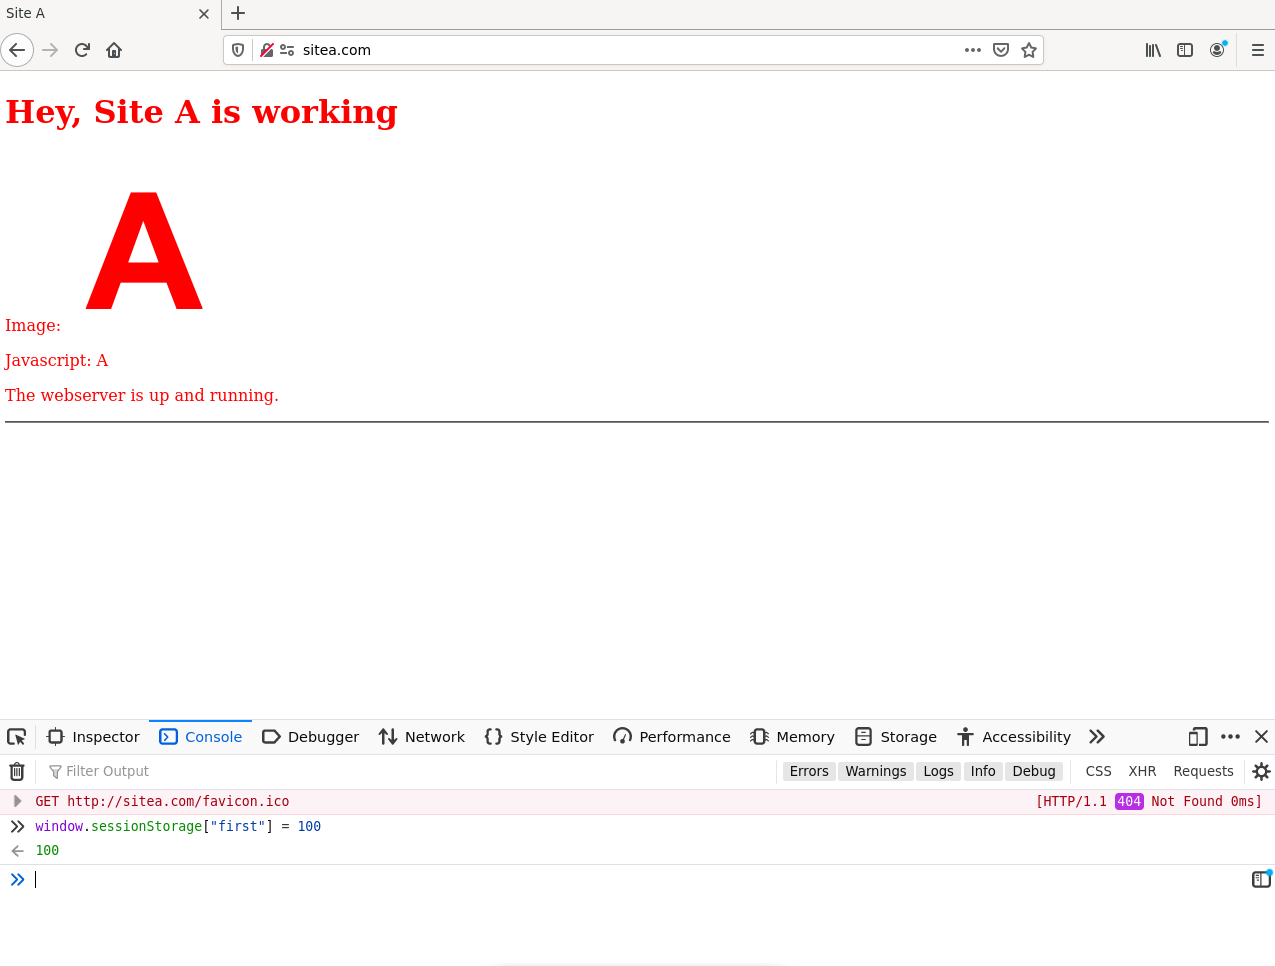 Site A
sitea.com
Hey, Site A is working
A
Image:
Javascript: A
The webserver is up and running.
Inspector Console Debugger Network Style Editor Performance Memory Storage Accessibility
Filter Output Errors Warnings Logs Info Debug CSS XHR Requests
GET http://sitea.com/favicon.ico [HTTP/1.1 404 Not Found 0ms]
window.sessionStorage["first"] = 100
100